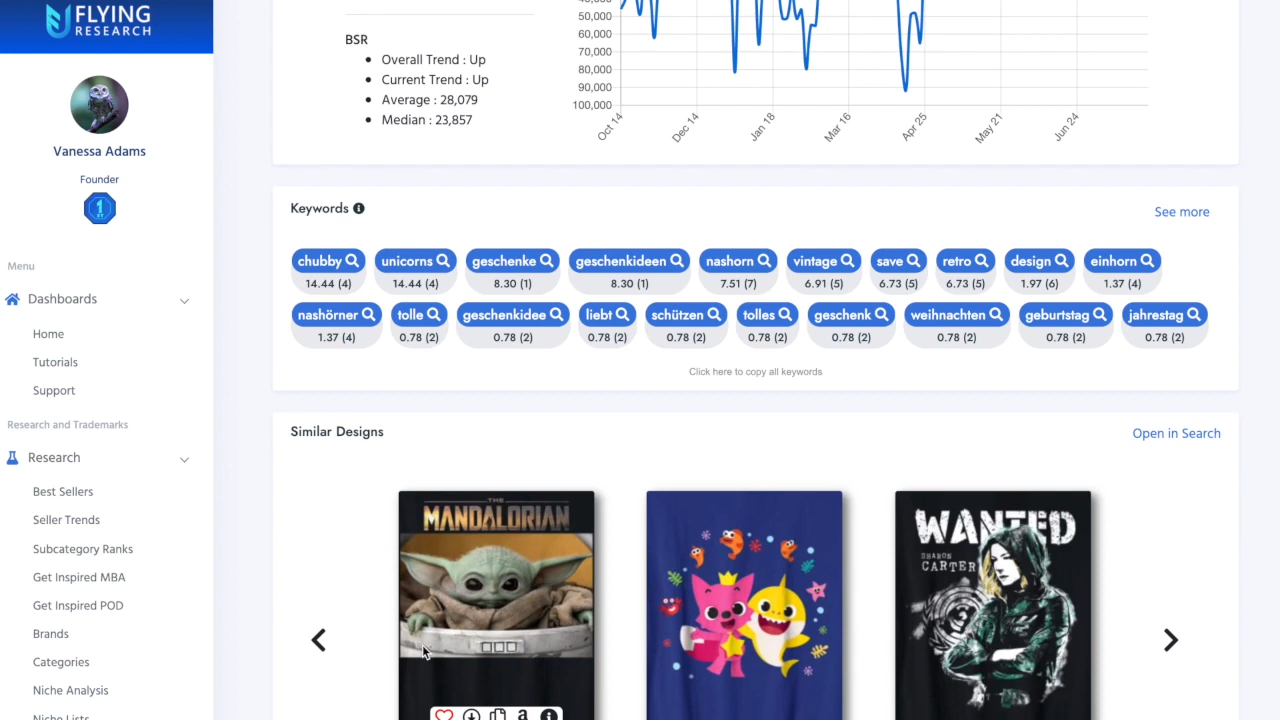 FLYING
RESEARCH
Vanessa Adams
Founder
1
Menu
Dashboards
Home
Tutorials
Support
Research and Trademarks
Research
Best Sellers
Seller Trends
Subcategory Ranks
Get Inspired MBA
Get Inspired POD
Brands
Categories
Niche Analysis
Niche Lists
BSR
Overall Trend : Up
Current Trend : Up
Average : 28,079
Median : 23,857
40,000
50,000
60,000
70,000
80,000
90,000
100,000
Oct 14
Dec 14
Jan 18
Mar 16
Apr 25
May 21
Jun 24
Keywords
See more
chubby unicorns geschenke geschenkideen nashorn vintage save retro design einhorn
14.44 (4) 14.44 (4) 8.30 (1) 8.30 (1) 7.51 (7) 6.91 (5) 6.73 (5) 6.73 (5) 1.97 (6) 1.37 (4)
nashörner tolle geschenkidee liebt schützen tolles geschenk weihnachten geburtstag jahrestag
1.37 (4) 0.78 (2) 0.78 (2) 0.78 (2) 0.78 (2) 0.78 (2) 0.78 (2) 0.78 (2) 0.78 (2) 0.78 (2)
Click here to copy all keywords
Similar Designs
Open in Search
THE
MANDALORIAN
WANTED
SHARON
CARTER